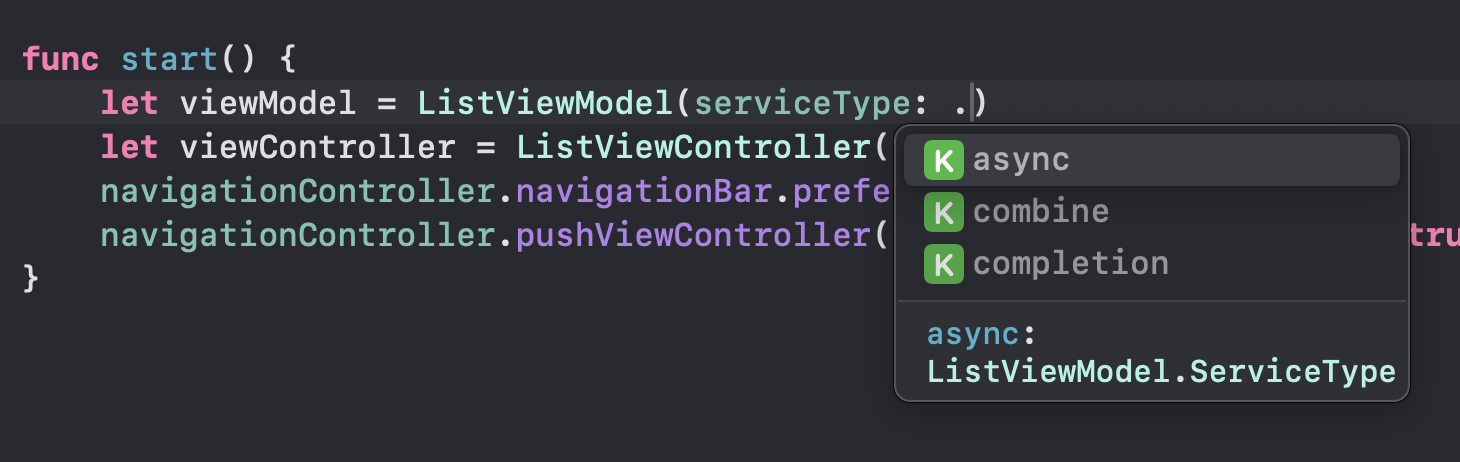 func start() {
let viewModel = ListViewModel(serviceType: .)
let viewController = ListViewController(
navigationController.navigationBar.prefe
navigationController.pushViewController( tru
}
K async
K combine
K completion
async:
ListViewModel.ServiceType